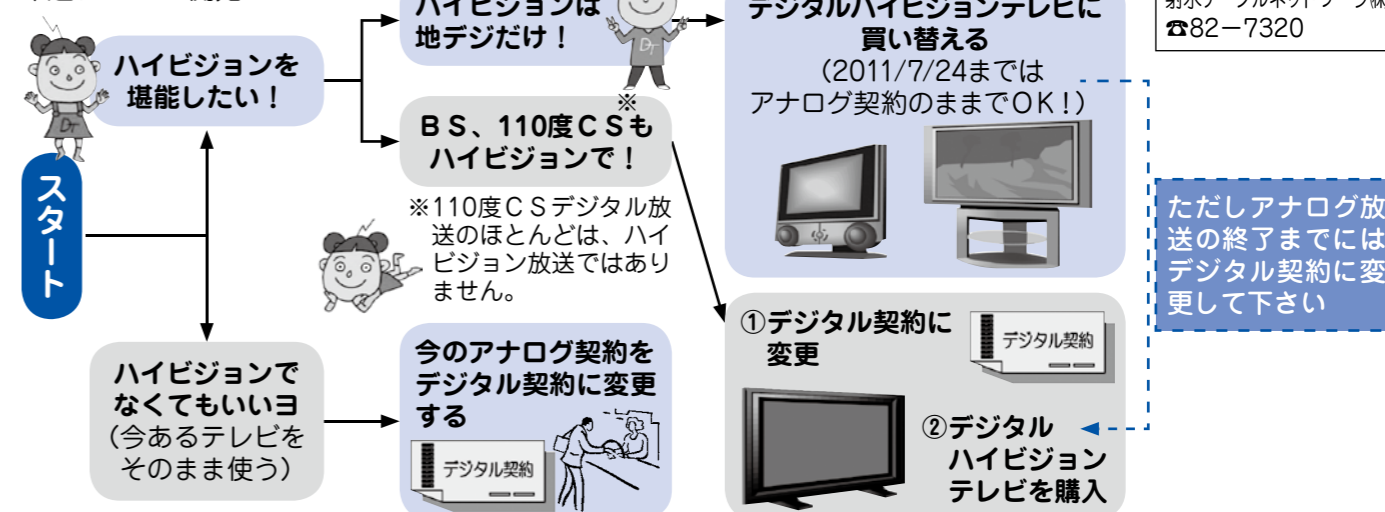 ハイビジョンは
地デジだけ！
デジタルハイビジョンテレビに
買い替える
（2011/7/24までは
アナログ契約のままでＯＫ！）
☎82−7320
ハイビジョンを
堪能したい！
DT
DT
※
ＢＳ、110度ＣＳも
ハイビジョンで！
※110度ＣＳデジタル放
送のほとんどは、ハイ
ビジョン放送ではあり
ません。
スタート
ただしアナログ放
送の終了までには
デジタル契約に変
更して下さい
ハイビジョンで
なくてもいいヨ
（今あるテレビを
そのまま使う）
今のアナログ契約を
デジタル契約に変更
する
デジタル契約
①デジタル契約に
変更
デジタル契約
②デジタル
ハイビジョン
テレビを購入